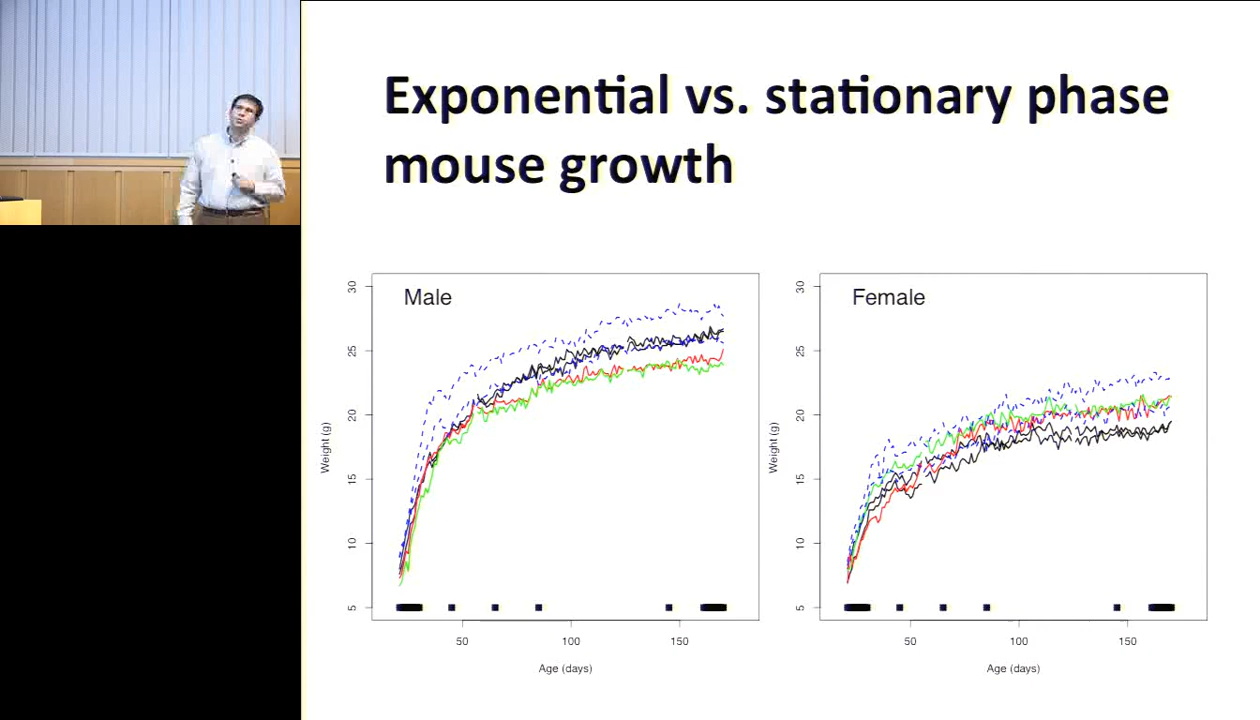 Exponential vs. stationary phase
mouse growth
Male
30
25
20
15
10
5
Weight (g)
50
100
150
Age (days)
Female
30
25
20
15
10
5
Weight (g)
50
100
150
Age (days)